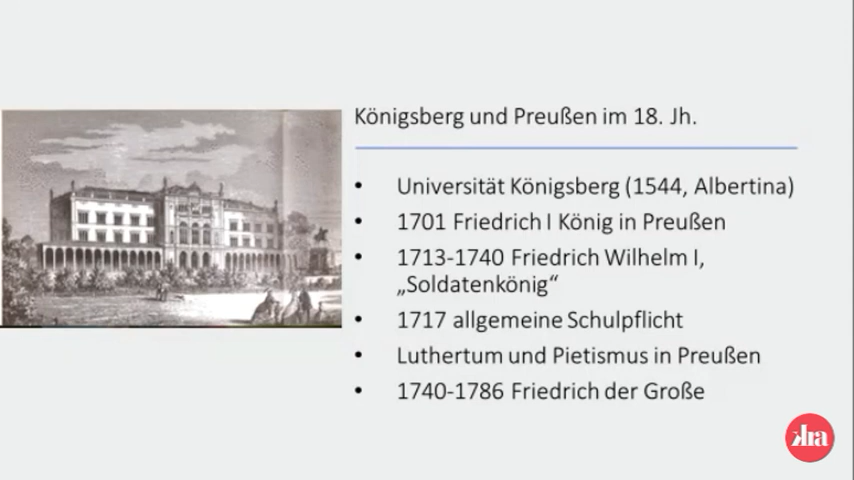 Königsberg und Preußen im 18. Jh.
• Universität Königsberg (1544, Albertina)
• 1701 Friedrich I König in Preußen
• 1713-1740 Friedrich Wilhelm I,
„Soldatenkönig“
• 1717 allgemeine Schulpflicht
• Luthertum und Pietismus in Preußen
• 1740-1786 Friedrich der Große
kha